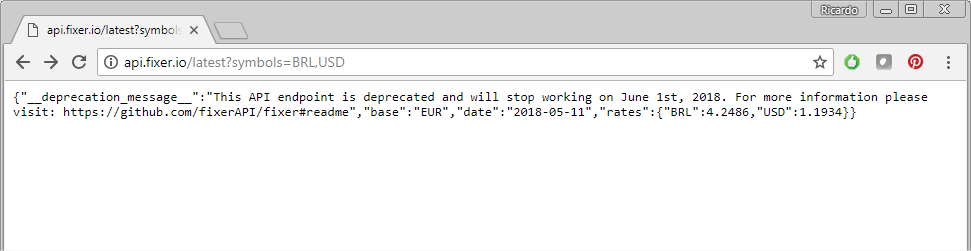 Ricardo
api.fixer.io/latest?symbols
api.fixer.io/latest?symbols=BRL,USD
{"__deprecation_message__":"This API endpoint is deprecated and will stop working on June 1st, 2018. For more information please
visit: https://github.com/fixerAPI/fixer#readme","base":"EUR","date":"2018-05-11","rates":{"BRL":4.2486,"USD":1.1934}}